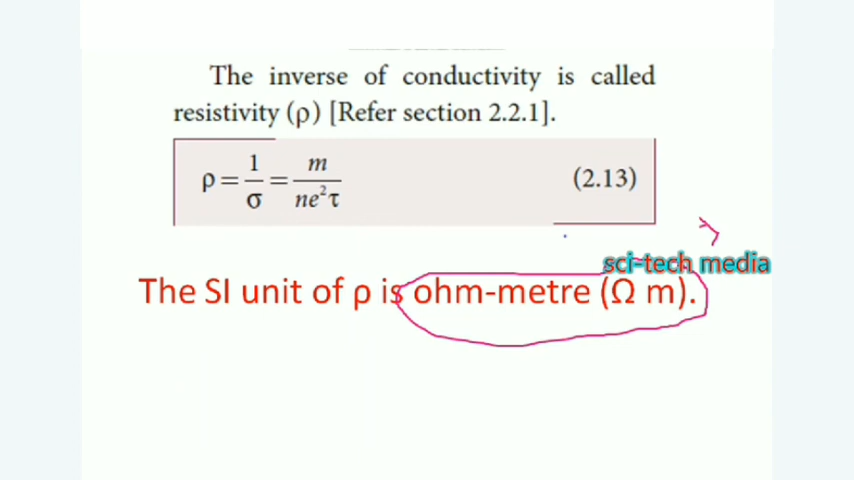 The inverse of conductivity is called
resistivity (ρ) [Refer section 2.2.1].
ρ = 1/σ = m/ne²τ (2.13)
sci-tech media
The SI unit of ρ is ohm-metre (Ω m).